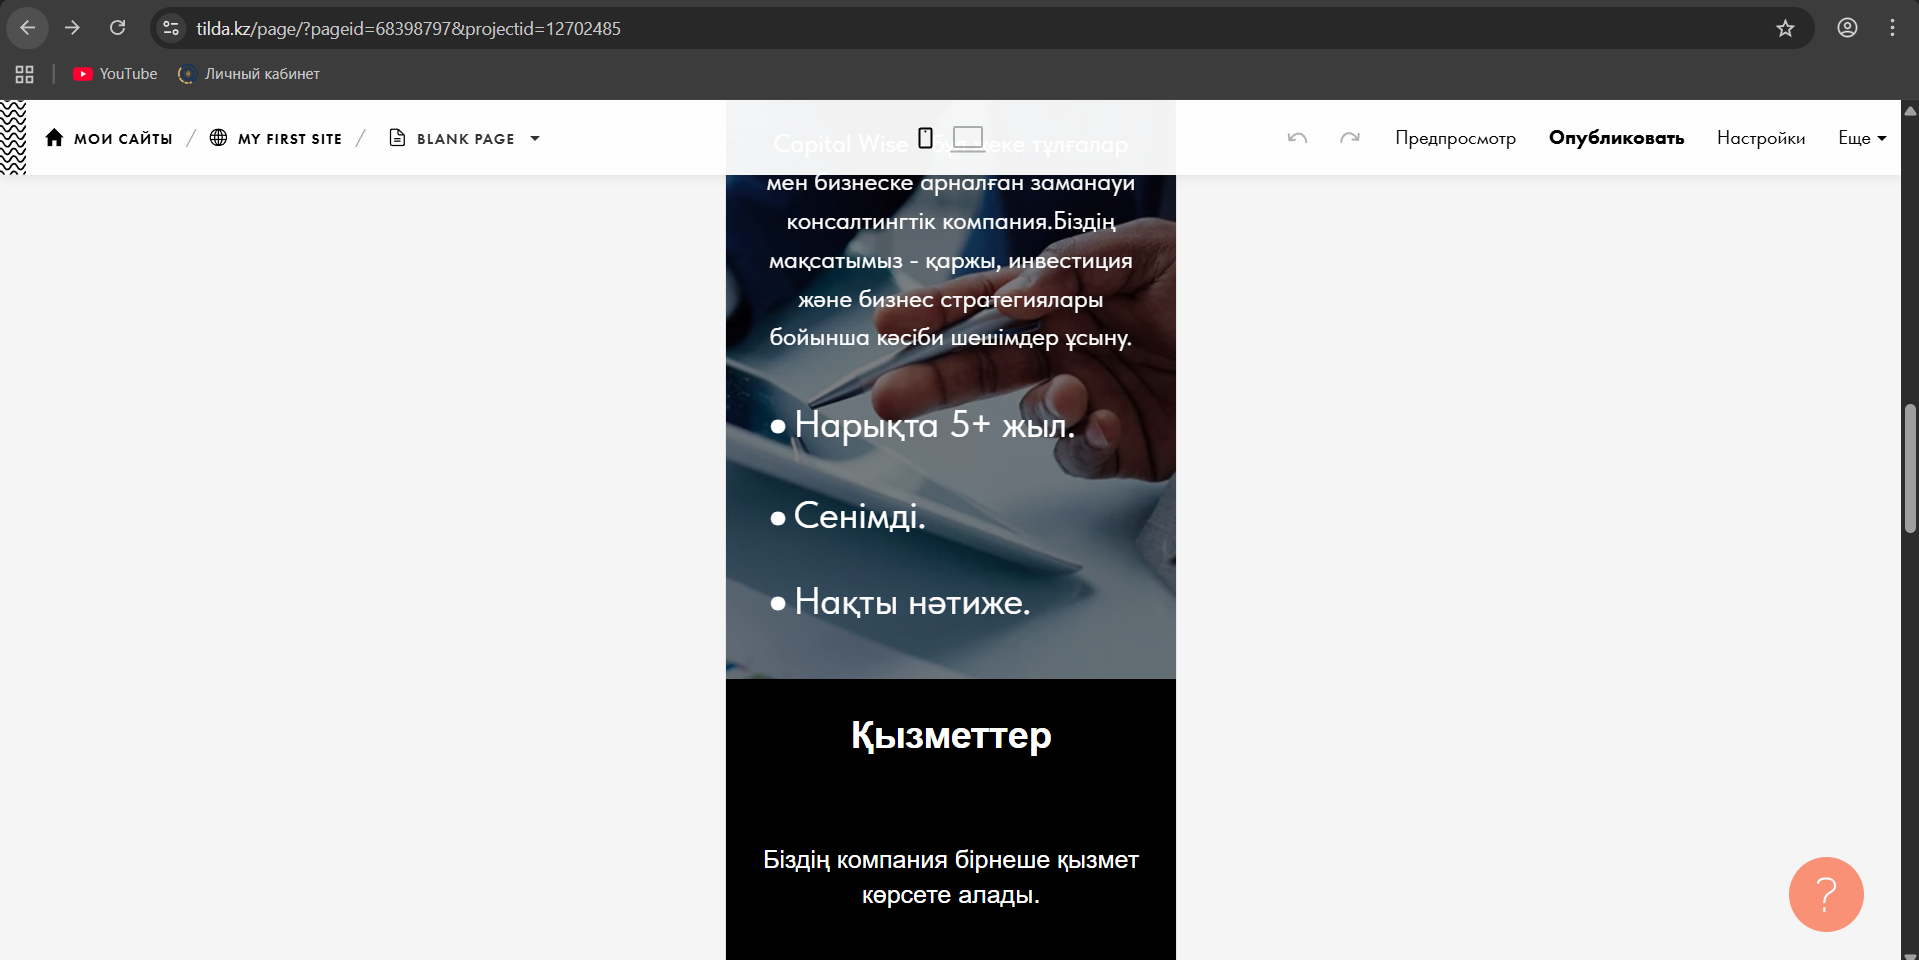 tilda.kz/page/?pageid=68398797&projectid=12702485
YouTube
Личный кабинет
МОИ САЙТЫ / MY FIRST SITE / BLANK PAGE
Предпросмотр
Опубликовать
Настройки
Еще
Capital Wise жеке тұлғалар
мен бизнеске арналған заманауи
консалтингтік компания.Біздің
мақсатымыз - қаржы, инвестиция
және бизнес стратегиялары
бойынша кәсіби шешімдер ұсыну.
• Нарықта 5+ жыл.
• Сенімді.
• Нақты нәтиже.
Қызметтер
Біздің компания бірнеше қызмет
көрсете алады.
?